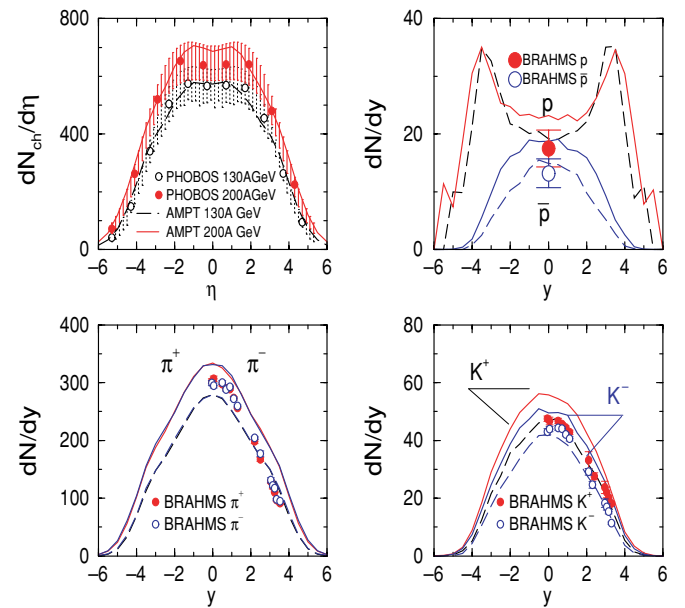 800
600
400
200
0
dN_ch/dη
PHOBOS 130AGeV
PHOBOS 200AGeV
AMPT 130A GeV
AMPT 200A GeV
−6 −4 −2 0 2 4 6
η
40
20
0
dN/dy
BRAHMS p
BRAHMS p̄
p
p̄
−6 −4 −2 0 2 4 6
y
400
300
200
100
0
dN/dy
π⁺ π⁻
BRAHMS π⁺
BRAHMS π⁻
−6 −4 −2 0 2 4 6
y
80
60
40
20
0
dN/dy
K⁺
K⁻
BRAHMS K⁺
BRAHMS K⁻
−6 −4 −2 0 2 4 6
y